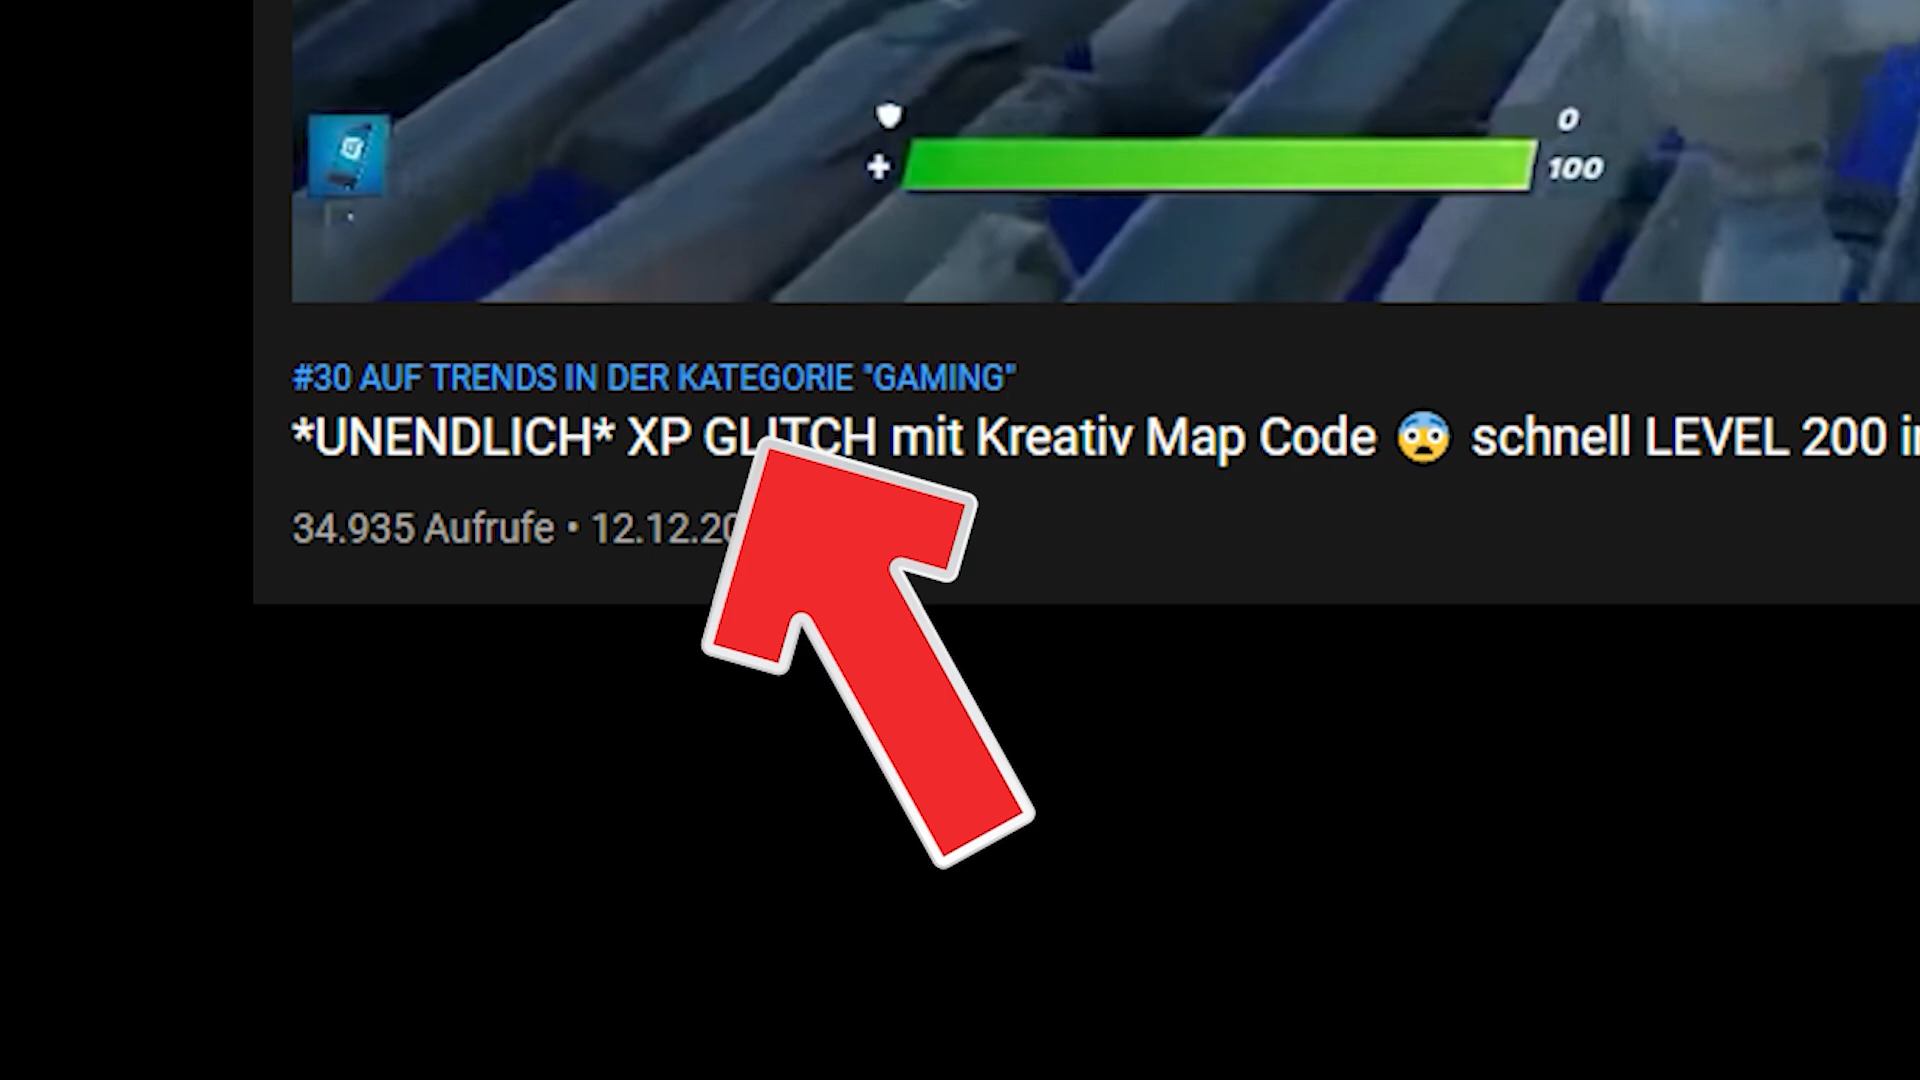 0
100
#30 AUF TRENDS IN DER KATEGORIE "GAMING"
*UNENDLICH* XP GLITCH mit Kreativ Map Code 😨 schnell LEVEL 200
34.935 Aufrufe • 12.12.20